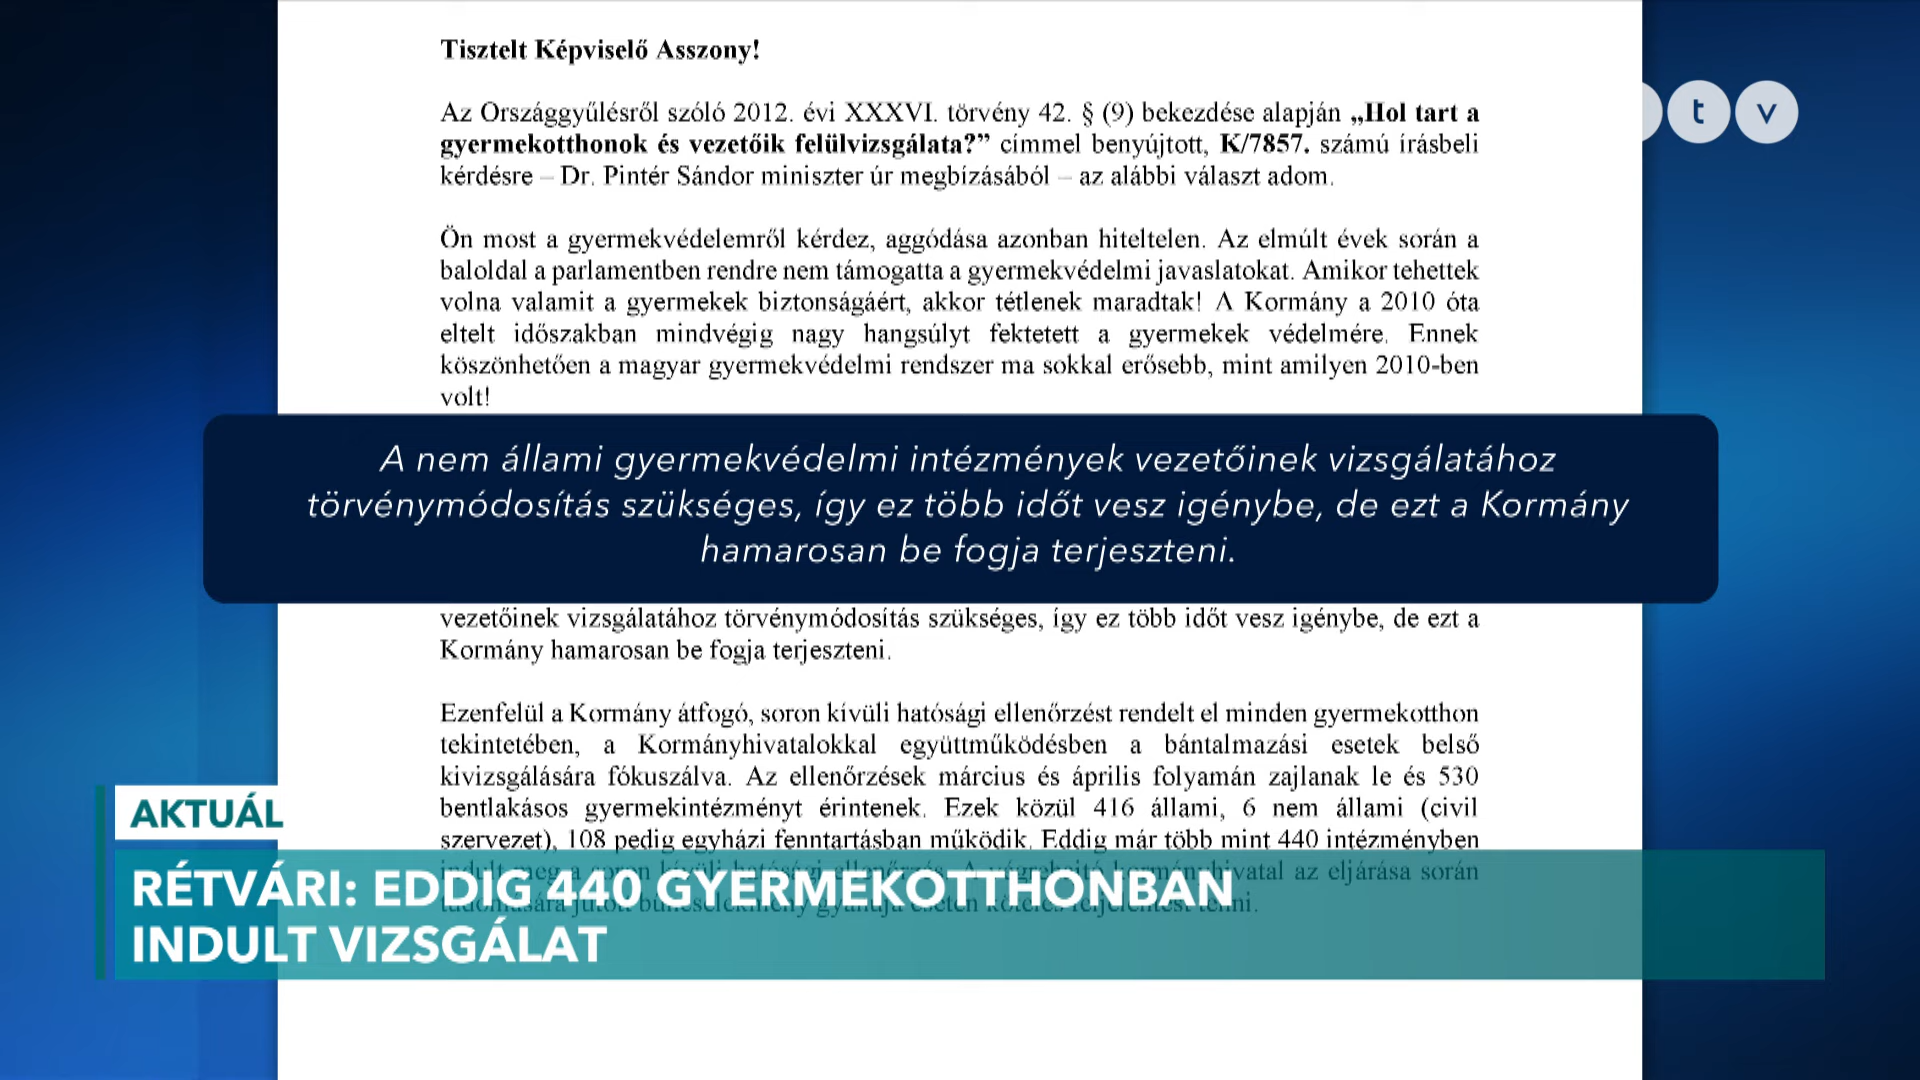 Tisztelt Képviselő Asszony!
Az Országgyűlésről szóló 2012. évi XXXVI. törvény 42. § (9) bekezdése alapján „Hol tart a
gyermekotthonok és vezetőik felülvizsgálata?” címmel benyújtott, K/7857. számú írásbeli
kérdésre – Dr. Pintér Sándor miniszter úr megbízásából – az alábbi választ adom.
t v
Ön most a gyermekvédelemről kérdez, aggódása azonban hiteltelen. Az elmúlt évek során a
baloldal a parlamentben rendre nem támogatta a gyermekvédelmi javaslatokat. Amikor tehettek
volna valamit a gyermekek biztonságáért, akkor tétlenek maradtak! A Kormány a 2010 óta
eltelt időszakban mindvégig nagy hangsúlyt fektetett a gyermekek védelmére. Ennek
köszönhetően a magyar gyermekvédelmi rendszer ma sokkal erősebb, mint amilyen 2010-ben
volt!
A nem állami gyermekvédelmi intézmények vezetőinek vizsgálatához
törvénymódosítás szükséges, így ez több időt vesz igénybe, de ezt a Kormány
hamarosan be fogja terjeszteni.
vezetőinek vizsgálatához törvénymódosítás szükséges, így ez több időt vesz igénybe, de ezt a
Kormány hamarosan be fogja terjeszteni.
Ezenfelül a Kormány átfogó, soron kívüli hatósági ellenőrzést rendelt el minden gyermekotthon
tekintetében, a Kormányhivatalokkal együttműködésben a bántalmazási esetek belső
kivizsgálására fókuszálva. Az ellenőrzések március és április folyamán zajlanak le és 530
bentlakásos gyermekintézményt érintenek. Ezek közül 416 állami, 6 nem állami (civil
szervezet), 108 pedig egyházi fenntartásban működik. Eddig már több mint 440 intézményben
hivatal az eljárása során
AKTUÁL
RÉTVÁRI: EDDIG 440 GYERMEKOTTHONBAN
INDULT VIZSGÁLAT